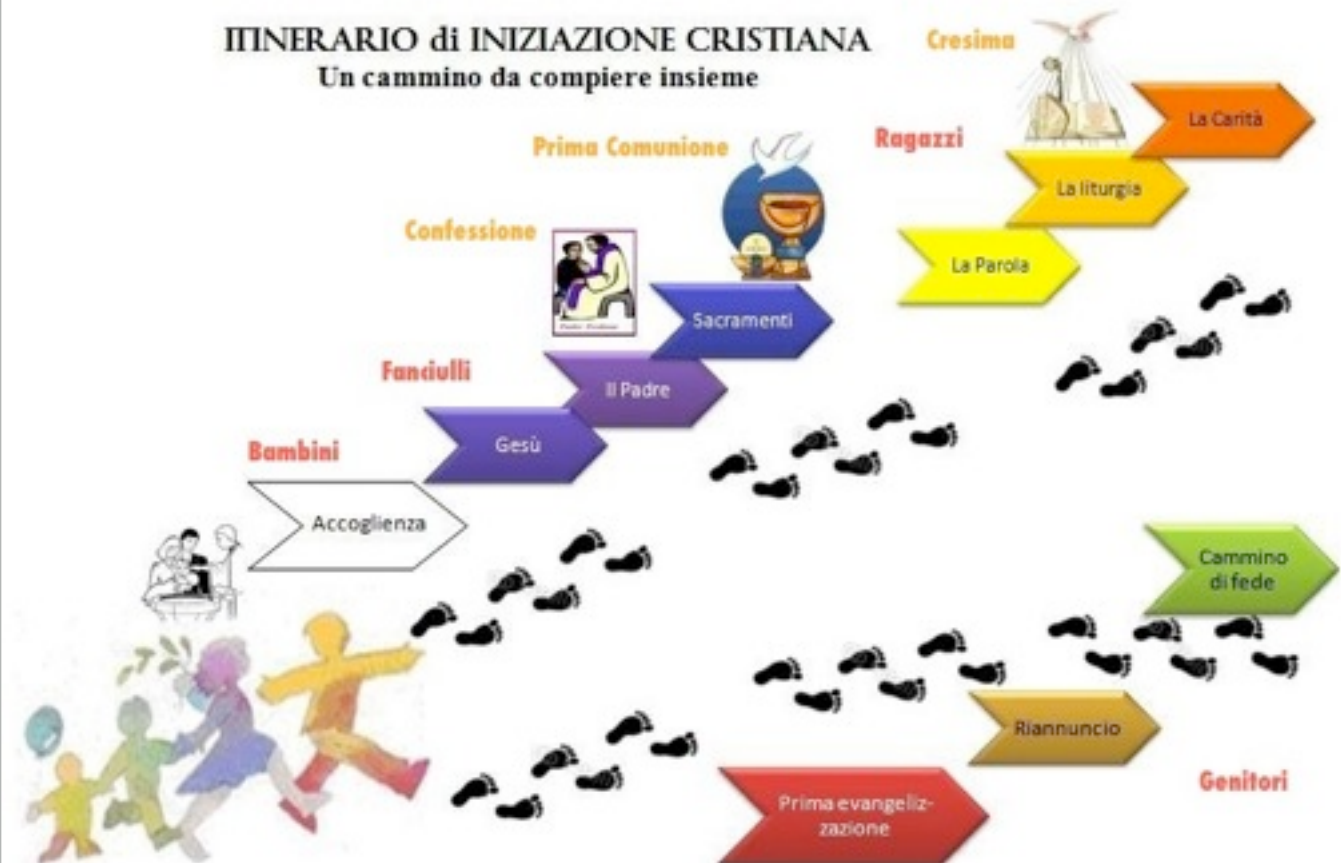 ITINERARIO di INIZIAZIONE CRISTIANA
Un cammino da compiere insieme
Cresima
La Carità
Ragazzi
La liturgia
Prima Comunione
La Parola
Confessione
Sacramenti
Fanciulli
Il Padre
Gesù
Bambini
Accoglienza
Cammino
di fede
Riannuncio
Genitori
Prima evangeliz-
zazione